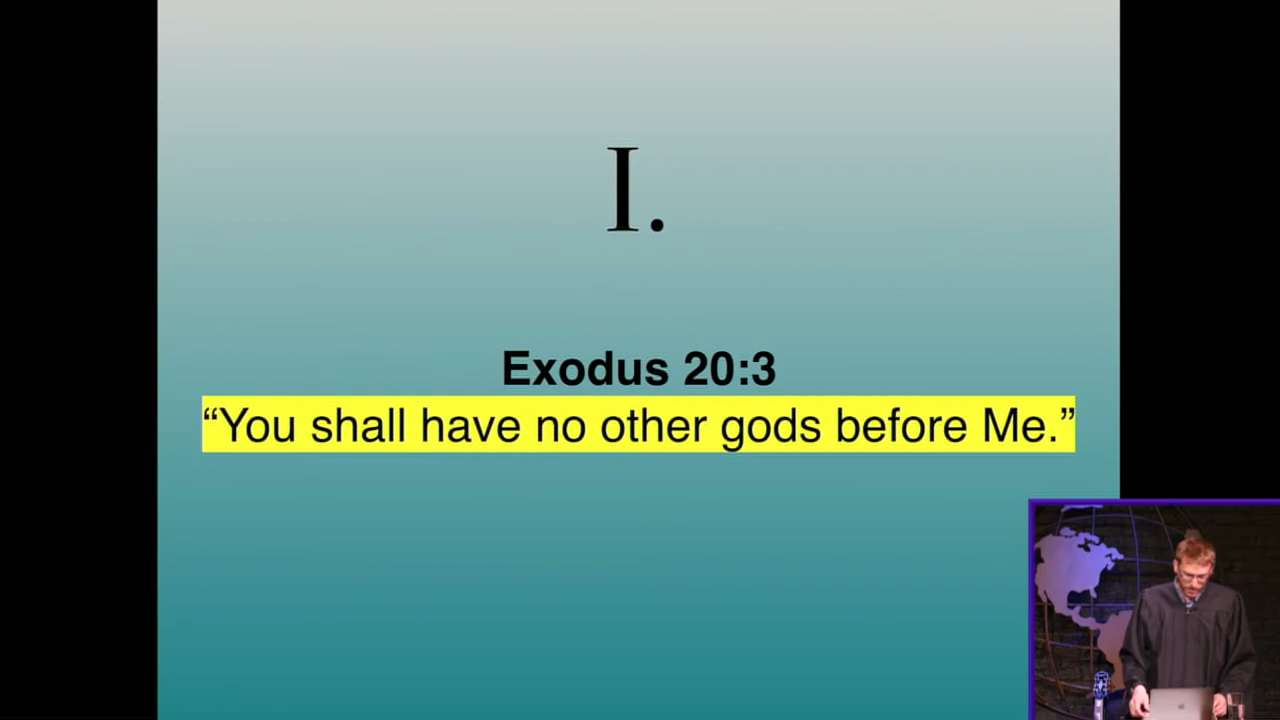 I.
Exodus 20:3
“You shall have no other gods before Me.”